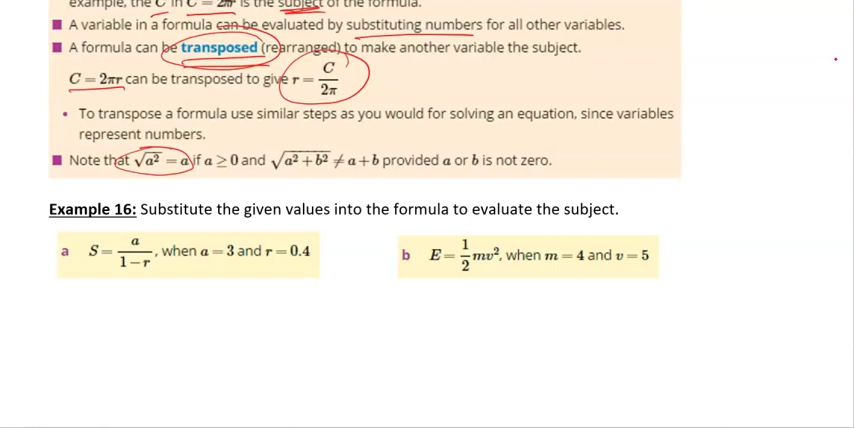 example, the C in C = 2πr is the subject of the formula.
■ A variable in a formula can be evaluated by substituting numbers for all other variables.
■ A formula can be transposed (rearranged) to make another variable the subject.
C = 2πr can be transposed to give r = C/2π
• To transpose a formula use similar steps as you would for solving an equation, since variables
represent numbers.
■ Note that √a² = a if a ≥ 0 and √a² + b² ≠ a + b provided a or b is not zero.
Example 16: Substitute the given values into the formula to evaluate the subject.
a S = a/1−r, when a = 3 and r = 0.4
b E = 1/2 mv², when m = 4 and v = 5